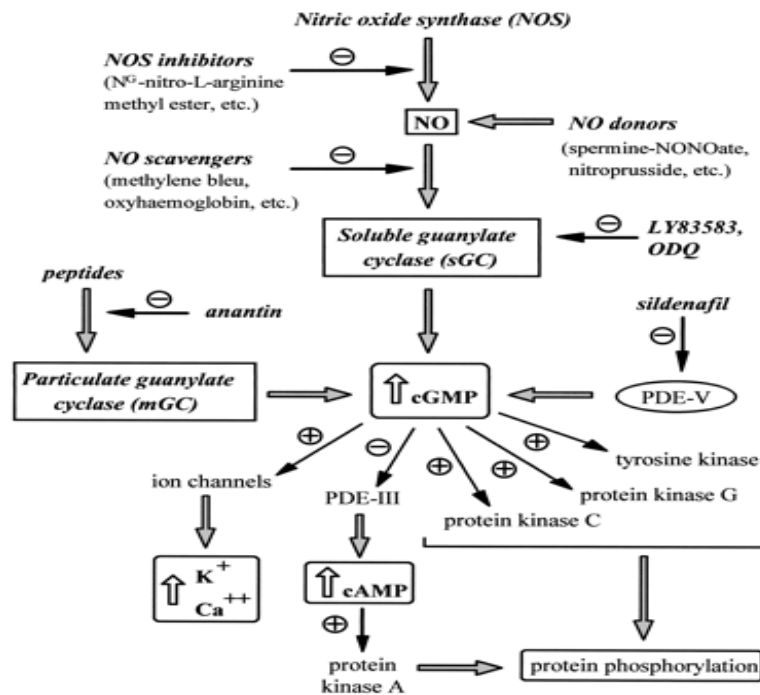 Nitric oxide synthase (NOS)
NOS inhibitors
(Nᴳ-nitro-L-arginine
methyl ester, etc.)
⊖
NO
NO donors
(spermine-NONOate,
nitroprusside, etc.)
NO scavengers
(methylene bleu,
oxyhaemoglobin, etc.)
⊖
Soluble guanylate
cyclase (sGC)
⊖
LY83583,
ODQ
peptides
⊖
anantin
sildenafil
⊖
Particulate guanylate
cyclase (mGC)
⇧ cGMP
PDE-V
⊕
⊖
⊕
⊕
⊕
ion channels
PDE-III
protein kinase C
protein kinase G
tyrosine kinase
⇧ K⁺
Ca⁺⁺
⇧ cAMP
⊕
protein
kinase A
protein phosphorylation